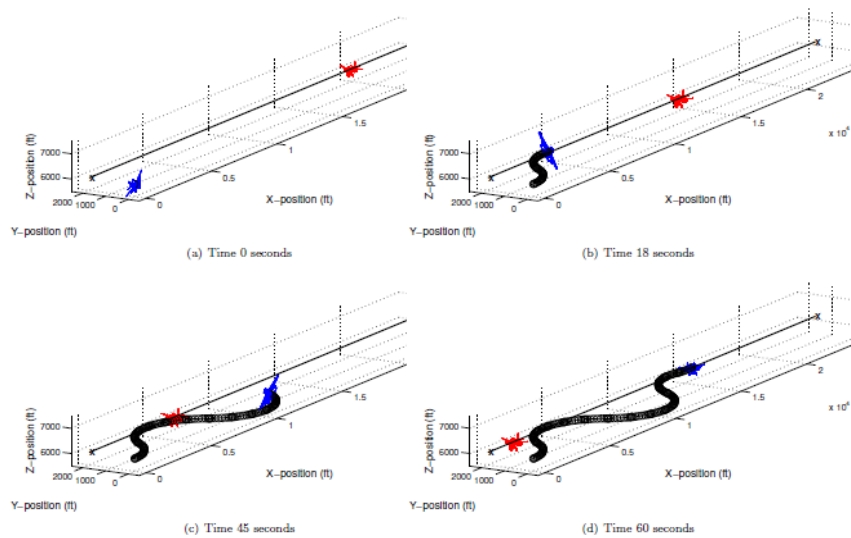 7000
6000
2000
1000
0
0
0.5
1
1.5
x
Z−position (ft)
X−position (ft)
Y−position (ft)
(a) Time 0 seconds
7000
6000
2000
1000
0
0
0.5
1
1.5
2
x 10⁶
x
x
Z−position (ft)
X−position (ft)
Y−position (ft)
(b) Time 18 seconds
7000
6000
2000
1000
0
0
0.5
1
1.5
x
Z−position (ft)
X−position (ft)
Y−position (ft)
(c) Time 45 seconds
7000
6000
2000
1000
0
0
0.5
1
1.5
2
x 10⁶
x
x
Z−position (ft)
X−position (ft)
Y−position (ft)
(d) Time 60 seconds